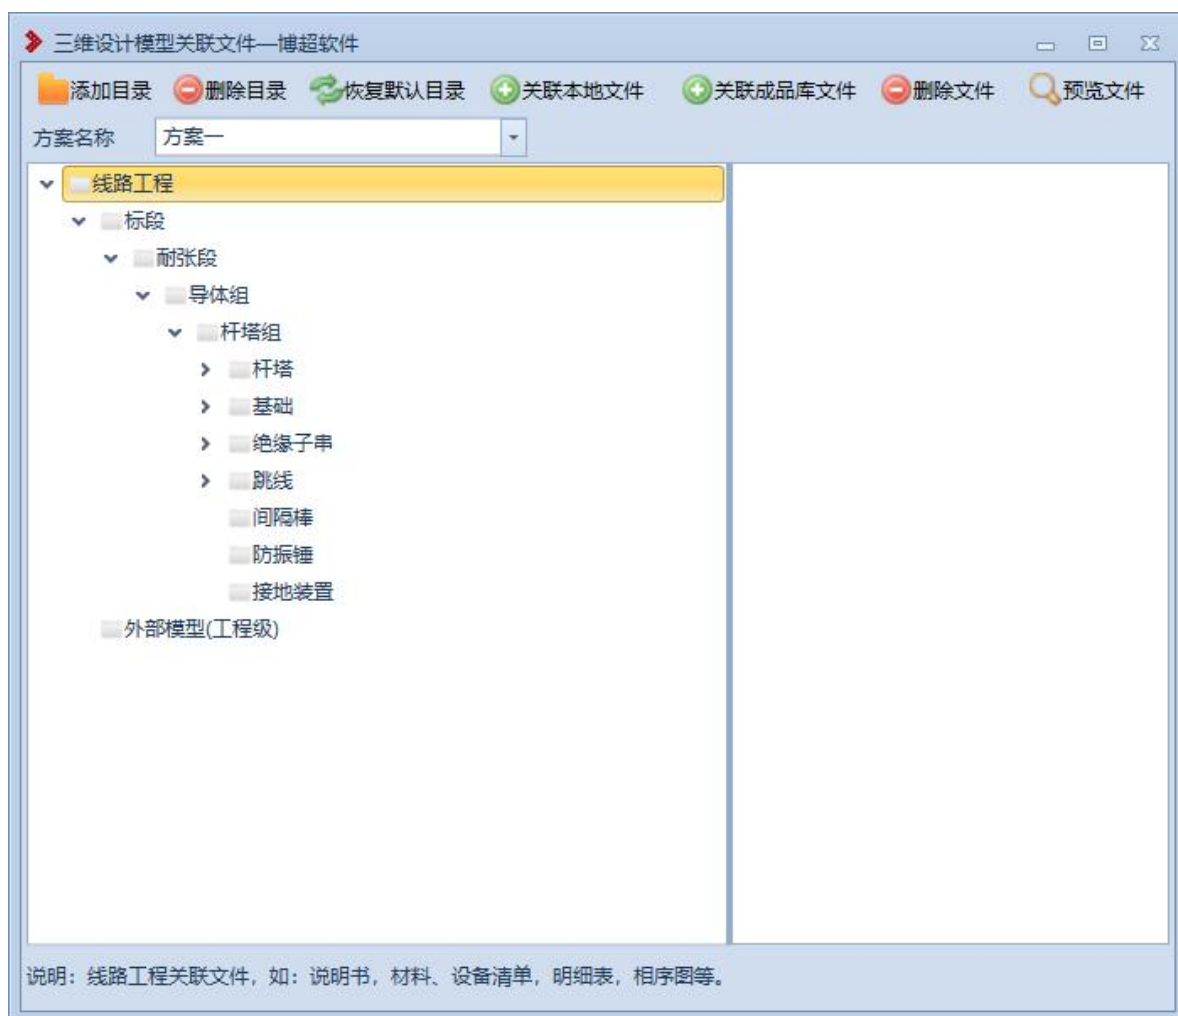 三维设计模型关联文件—博超软件
添加目录 删除目录 恢复默认目录 关联本地文件 关联成品库文件 删除文件 预览文件
方案名称 方案一
线路工程
标段
耐张段
导体组
杆塔组
杆塔
基础
绝缘子串
跳线
间隔棒
防振锤
接地装置
外部模型(工程级)
说明：线路工程关联文件，如：说明书，材料、设备清单，明细表，相序图等。